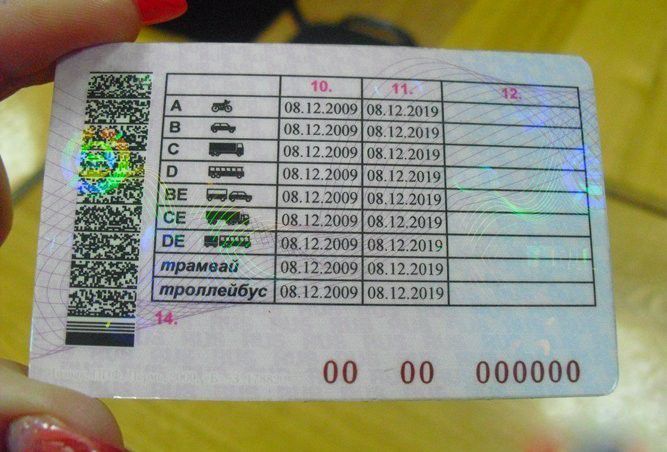 10. 11. 12.
A 08.12.2009 08.12.2019
B 08.12.2009 08.12.2019
C 08.12.2009 08.12.2019
D 08.12.2009 08.12.2019
BE 08.12.2009 08.12.2019
CE 08.12.2009 08.12.2019
DE 08.12.2009 08.12.2019
трамвай 08.12.2009 08.12.2019
троллейбус 08.12.2009 08.12.2019
14.
00 00 000000